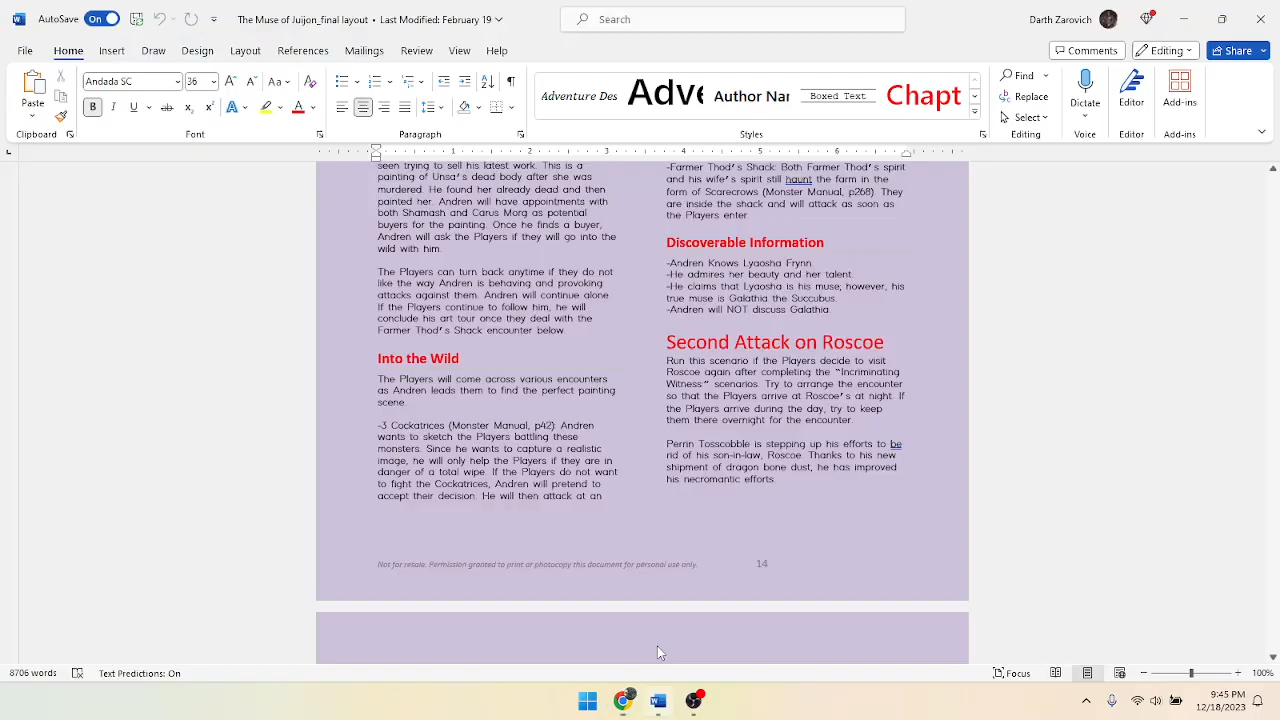 AutoSave
On
The Muse of Juijon_Final layout • Last Modified: 10h ago
Search
Darth Zarovich
File
Home
Insert
Draw
Design
Layout
References
Mailings
Review
View
Help
Comments
Editing
Share
Paste
Clipboard
Andada SC
36
Font
Paragraph
Adventure Des
Adve
Author Nar
Boxed Text
Chapt
Styles
Find
Replace
Select
Editing
Dictate
Editor
Add-ins
Voice
Editor
Add-ins
1 2 3 4 5 6
seen trying to sell his latest work. This is a
painting of Unsa's dead body after she was
murdered. He found her already dead and then
painted her. Andren will have appointments with
both Shamash and Carus Morg as potential
buyers for the painting. Once he finds a buyer,
Andren will ask the Players if they will go into the
wild with him.
The Players can turn back anytime if they do not
like the way Andren is behaving and provoking
attacks against them. Andren will continue alone
If the Players continue to follow him, he will
conclude his art tour once they deal with the
Farmer Thod's Shack encounter below.
Into the Wild
The Players will come across various encounters
as Andren leads them to find the perfect painting
scene.
-3 Cockatrices (Monster Manual, p42): Andren
wants to sketch the Players battling these
monsters. Since he wants to capture a realistic
image, he will only help the Players if they are in
danger of a total wipe. If the Players do not want
to fight the Cockatrices, Andren will pretend to
accept their decision. He will then attack at an
-Farmer Thod's Shack: Both Farmer Thod's spirit
and his wife's spirit still haunt the farm in the
form of Scarecrows (Monster Manual, p268). They
are inside the shack and will attack as soon as
the Players enter.
Discoverable Information
-Andren Knows Lyaosha Frynn.
-He admires her beauty and her talent.
-He claims that Lyaosha is his muse; however, his
true muse is Galathia the Succubus.
-Andren will NOT discuss Galathia.
Second Attack on Roscoe
Run this scenario if the Players decide to visit
Roscoe again after completing the "Incriminating
Witness" scenarios. Try to arrange the encounter
so that the Players arrive at Roscoe's at night. If
the Players arrive during the day, try to keep
them there overnight for the encounter.
Perrin Tosscobble is stepping up his efforts to be
rid of his son-in-law, Roscoe. Thanks to his new
shipment of dragon bone dust, he has improved
his necromantic efforts.
Not for resale. Permission granted to print or photocopy this document for personal use only.
14
8706 words
Text Predictions: On
Focus
100%
9:45 PM
12/18/2023